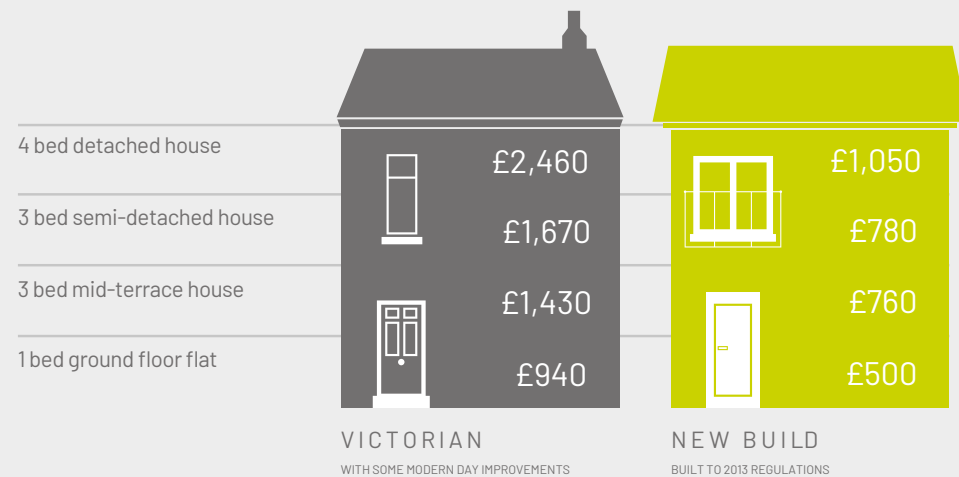 4 bed detached house £2,460 £1,050
3 bed semi-detached house £1,670 £780
3 bed mid-terrace house £1,430 £760
1 bed ground floor flat £940 £500
VICTORIAN NEW BUILD
WITH SOME MODERN DAY IMPROVEMENTS BUILT TO 2013 REGULATIONS